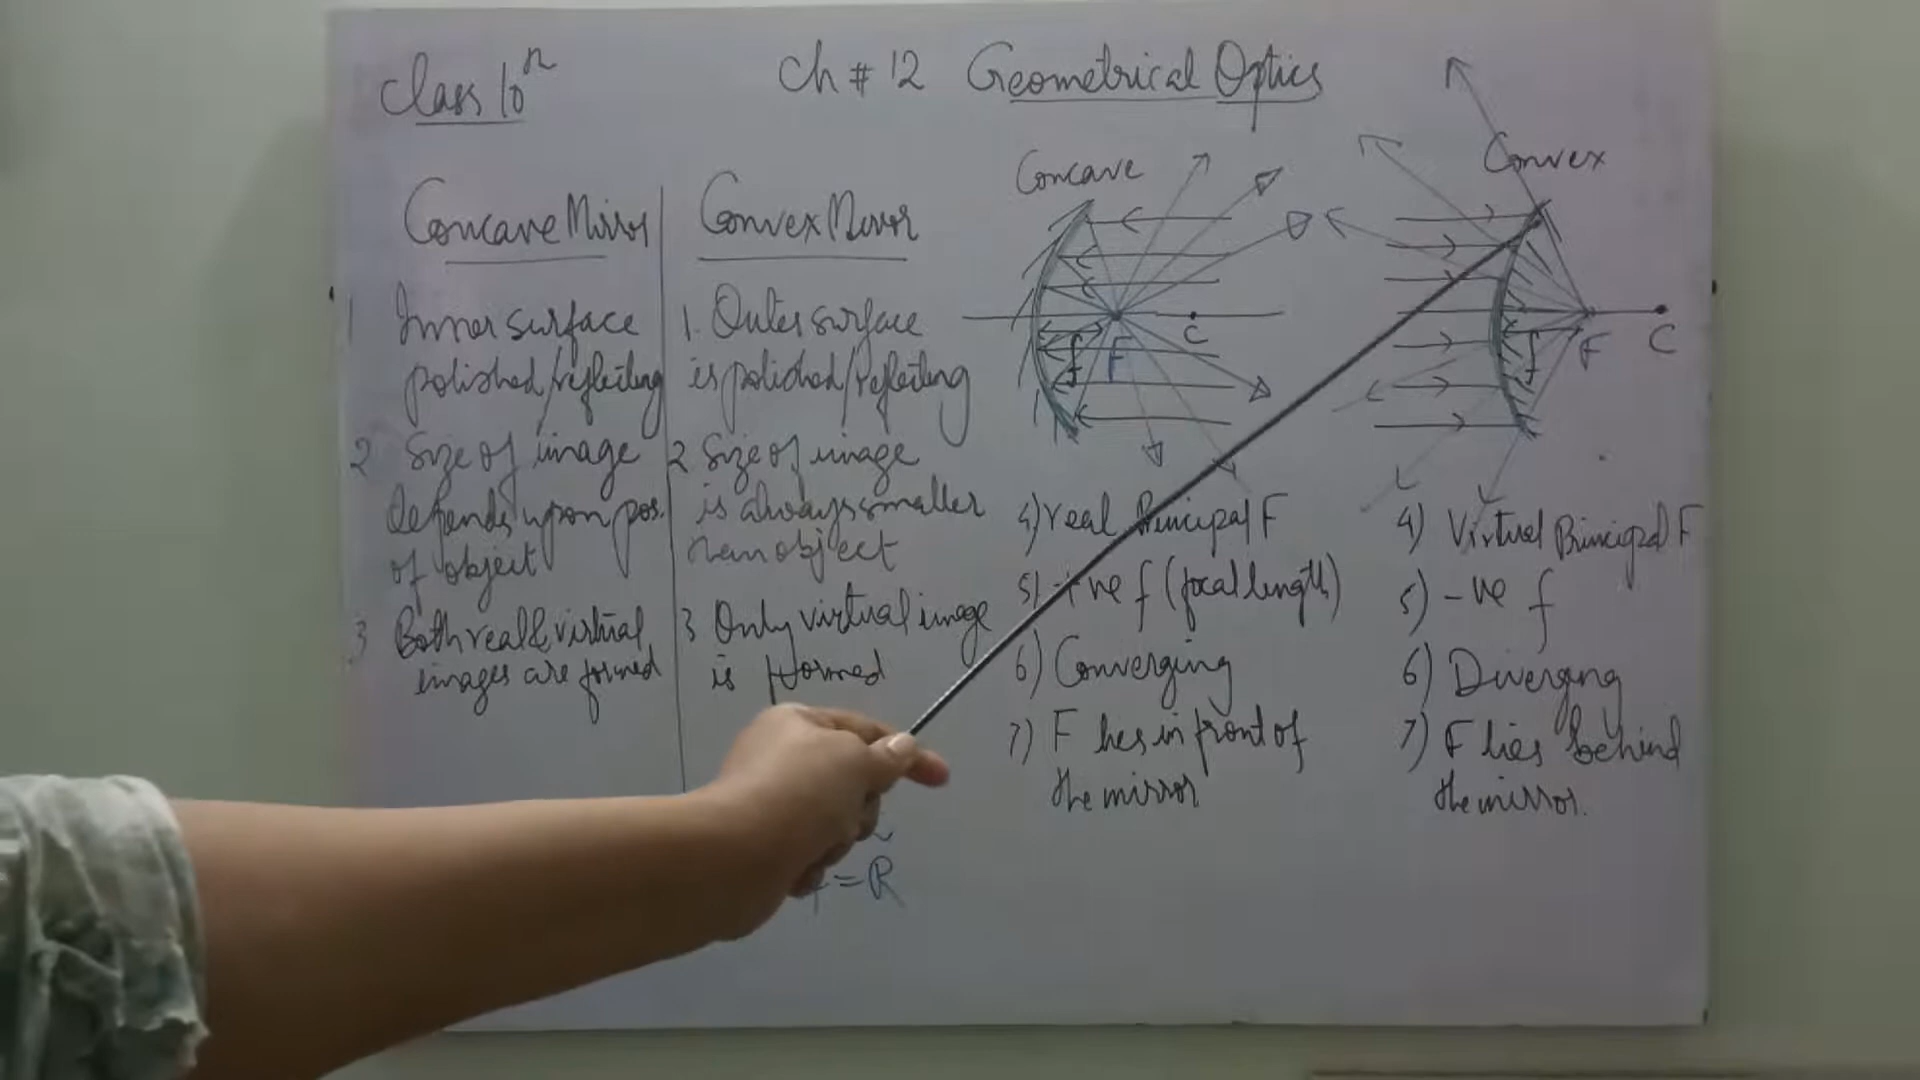 Class 10th
Ch # 12 Geometrical Optics
Concave Mirror
1 Inner surface
polished/reflecting
2 Size of image
depends upon pos.
of object
3 Both real & virtual
images are formed
Convex Mirror
1. Outer surface
is polished/reflecting
2 Size of image
is always smaller
than object
3 Only virtual image
is formed
= R
Concave
C
f F
4) real Principal F
5) +ve f (focal length)
6) Converging
7) F lies in front of
the mirror
Convex
f F C
4) Virtual Principal F
5) -ve f
6) Diverging
7) F lies behind
the mirror.